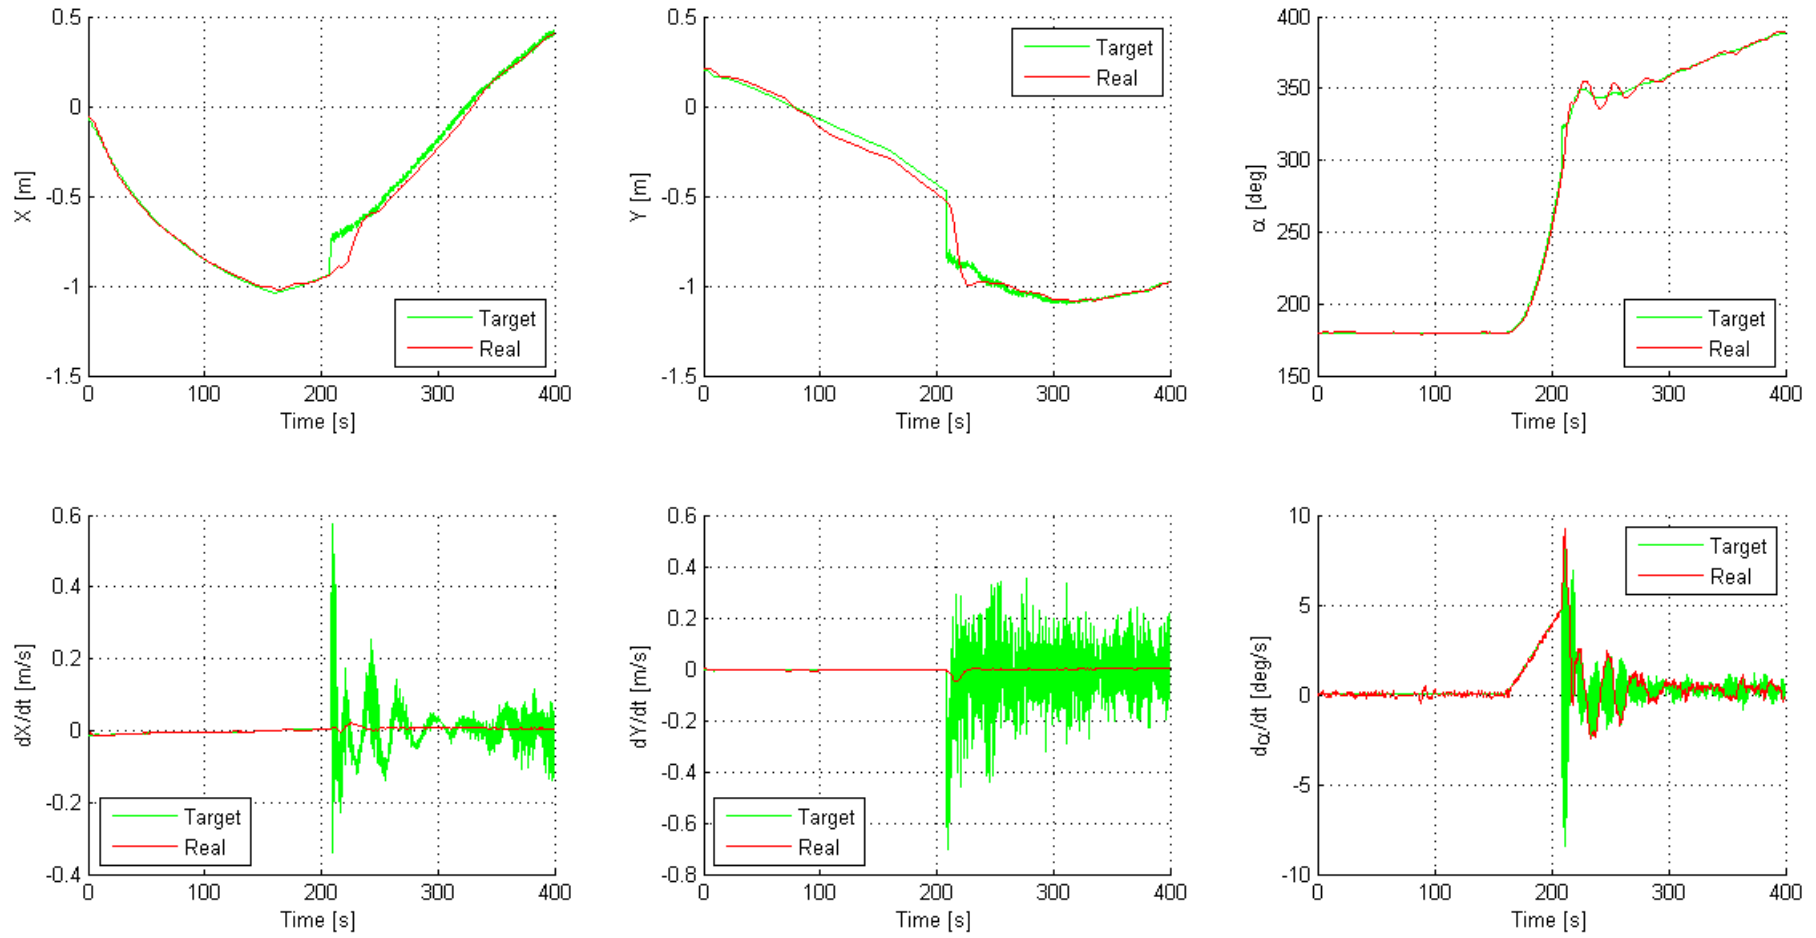 0.5
0
-0.5
-1
-1.5
X [m]
0 100 200 300 400
Time [s]
Target
Real
0.5
0
-0.5
-1
-1.5
Y [m]
0 100 200 300 400
Time [s]
Target
Real
400
350
300
250
200
150
α [deg]
0 100 200 300 400
Time [s]
Target
Real
0.6
0.4
0.2
0
-0.2
-0.4
dX/dt [m/s]
0 100 200 300 400
Time [s]
Target
Real
0.6
0.4
0.2
0
-0.2
-0.4
-0.6
-0.8
dY/dt [m/s]
0 100 200 300 400
Time [s]
Target
Real
10
5
0
-5
-10
dα/dt [deg/s]
0 100 200 300 400
Time [s]
Target
Real